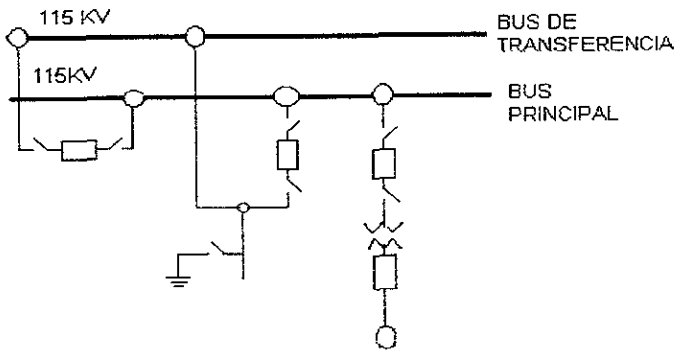 115 KV
BUS DE
TRANSFERENCIA
115KV
BUS
PRINCIPAL